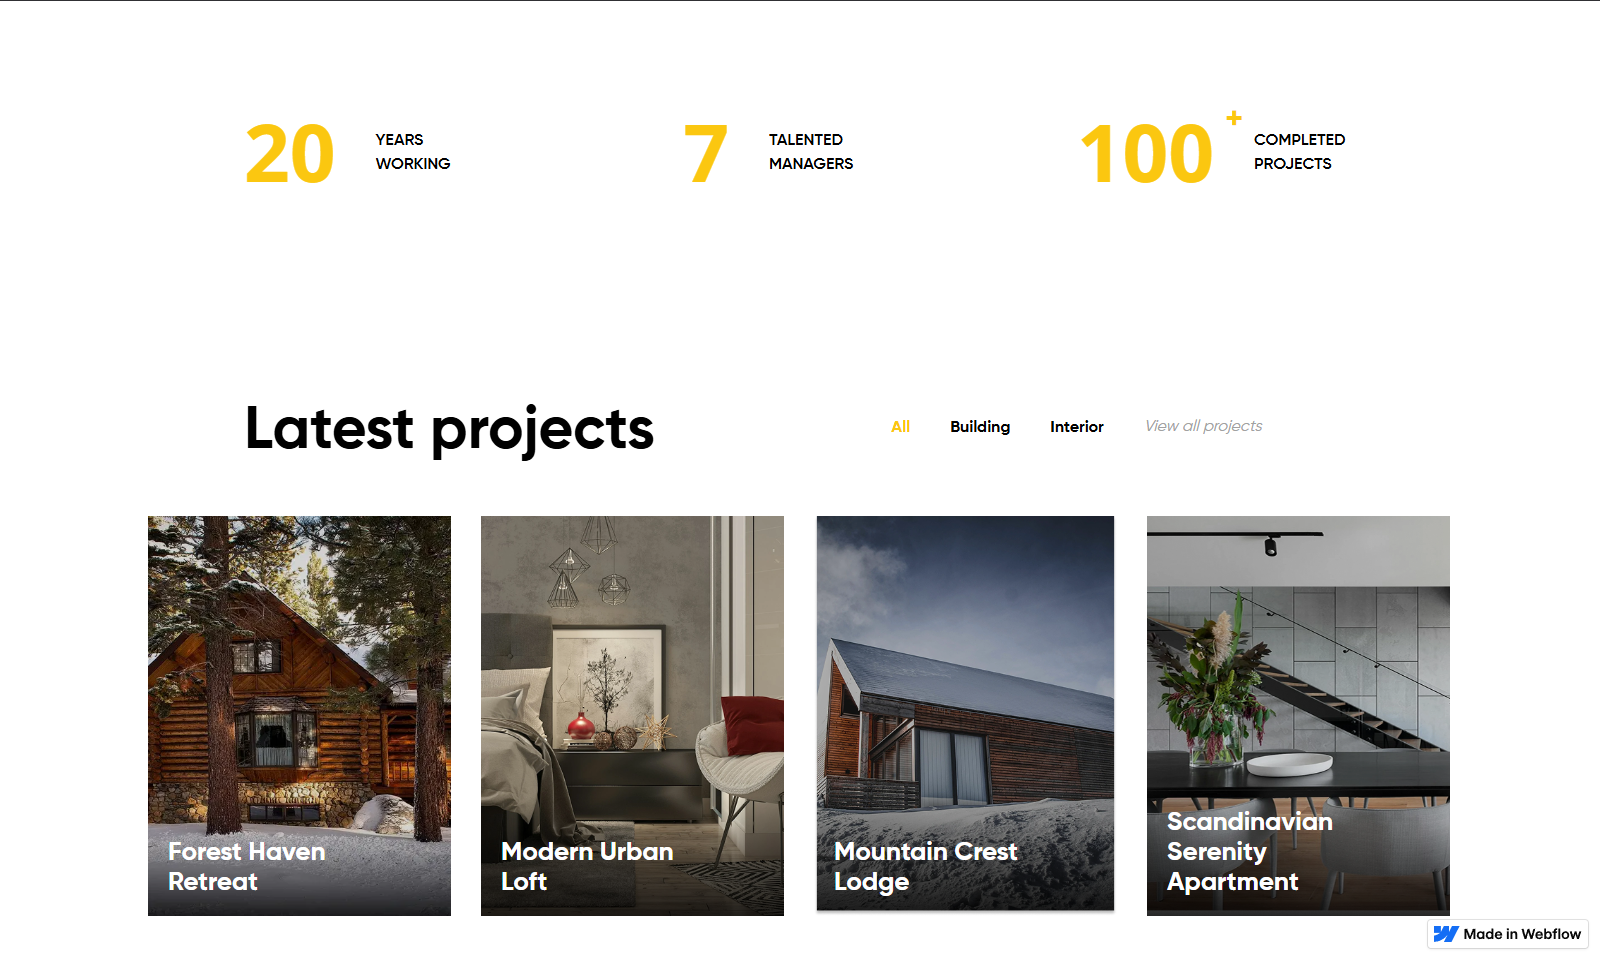 20
YEARS
WORKING
7
TALENTED
MANAGERS
100+
COMPLETED
PROJECTS
Latest projects
All
Building
Interior
View all projects
Forest Haven
Retreat
Modern Urban
Loft
Mountain Crest
Lodge
Scandinavian
Serenity
Apartment
Made in Webflow